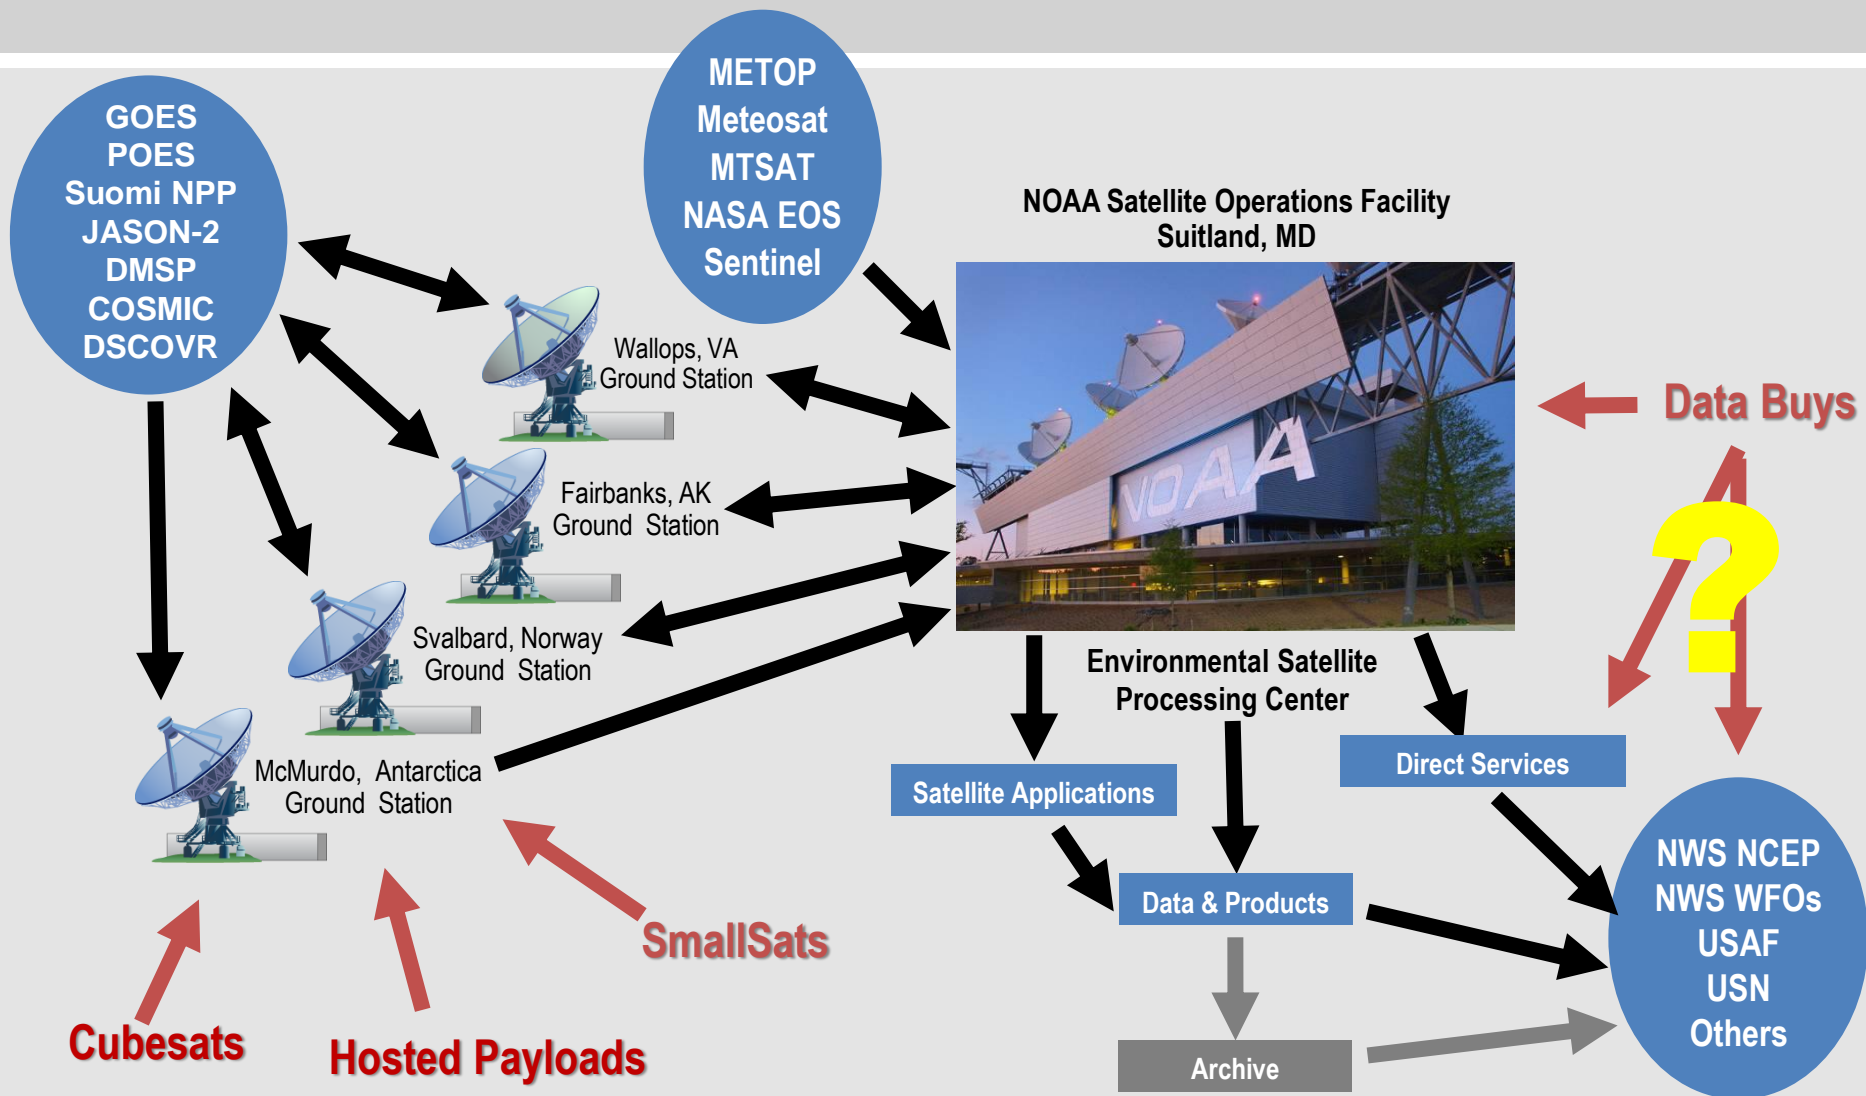 GOES
POES
Suomi NPP
JASON-2
DMSP
COSMIC
DSCOVR
METOP
Meteosat
MTSAT
NASA EOS
Sentinel
NOAA Satellite Operations Facility
Suitland, MD
Wallops, VA
Ground Station
Fairbanks, AK
Ground Station
Svalbard, Norway
Ground Station
McMurdo, Antarctica
Ground Station
NOAA
Data Buys
?
Environmental Satellite
Processing Center
Satellite Applications
Direct Services
Data & Products
Archive
NWS NCEP
NWS WFOs
USAF
USN
Others
SmallSats
Cubesats
Hosted Payloads